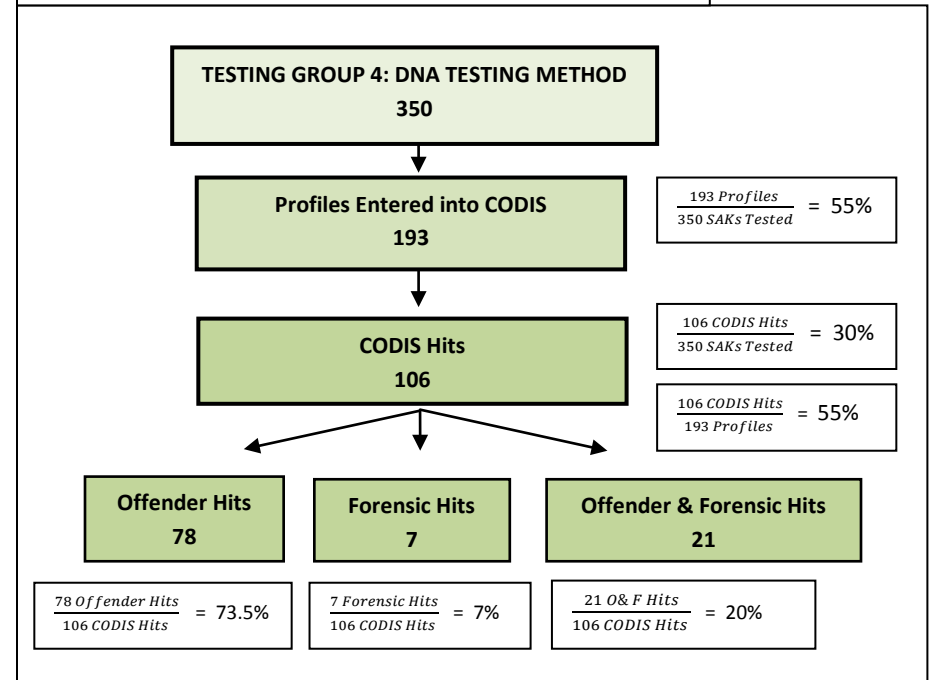 TESTING GROUP 4: DNA TESTING METHOD
350
Profiles Entered into CODIS
193
193 Profiles / 350 SAKs Tested = 55%
CODIS Hits
106
106 CODIS Hits / 350 SAKs Tested = 30%
106 CODIS Hits / 193 Profiles = 55%
Offender Hits
78
Forensic Hits
7
Offender & Forensic Hits
21
78 Offender Hits / 106 CODIS Hits = 73.5%
7 Forensic Hits / 106 CODIS Hits = 7%
21 O& F Hits / 106 CODIS Hits = 20%